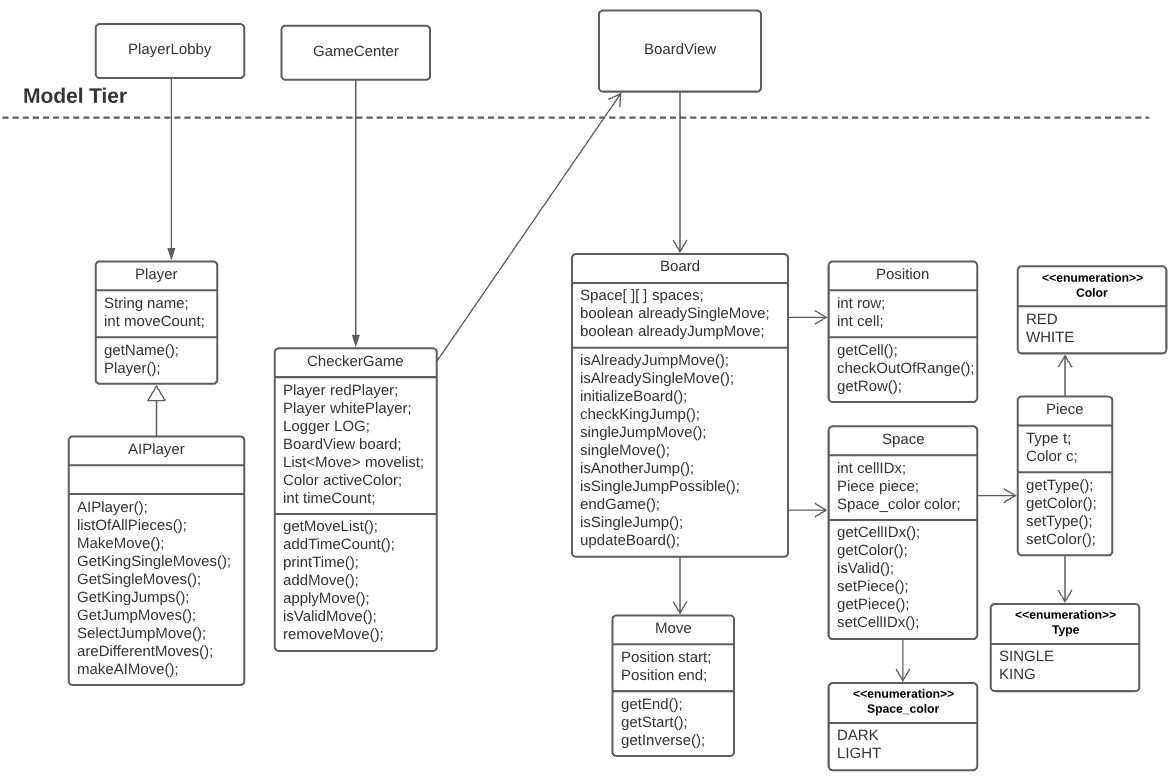 PlayerLobby
GameCenter
BoardView
Model Tier
Player
String name;
int moveCount;
getName();
Player();
AIPlayer
AIPlayer();
listOfAllPieces();
MakeMove();
GetKingSingleMoves();
GetSingleMoves();
GetKingJumps();
GetJumpMoves();
SelectJumpMove();
areDifferentMoves();
makeAIMove();
CheckerGame
Player redPlayer;
Player whitePlayer;
Logger LOG;
BoardView board;
List<Move> movelist;
Color activeColor;
int timeCount;
getMoveList();
addTimeCount();
printTime();
addMove();
applyMove();
isValidMove();
removeMove();
Board
Space[ ][ ] spaces;
boolean alreadySingleMove;
boolean alreadyJumpMove;
isAlreadyJumpMove();
isAlreadySingleMove();
initializeBoard();
checkKingJump();
singleJumpMove();
singleMove();
isAnotherJump();
isSingleJumpPossible();
endGame();
isSingleJump();
updateBoard();
Move
Position start;
Position end;
getEnd();
getStart();
getInverse();
Position
int row;
int cell;
getCell();
checkOutOfRange();
getRow();
Space
int cellIDx;
Piece piece;
Space_color color;
getCellIDx();
getColor();
isValid();
setPiece();
getPiece();
setCellIDx();
<<enumeration>>
Space_color
DARK
LIGHT
<<enumeration>>
Color
RED
WHITE
Piece
Type t;
Color c;
getType();
getColor();
setType();
setColor();
<<enumeration>>
Type
SINGLE
KING